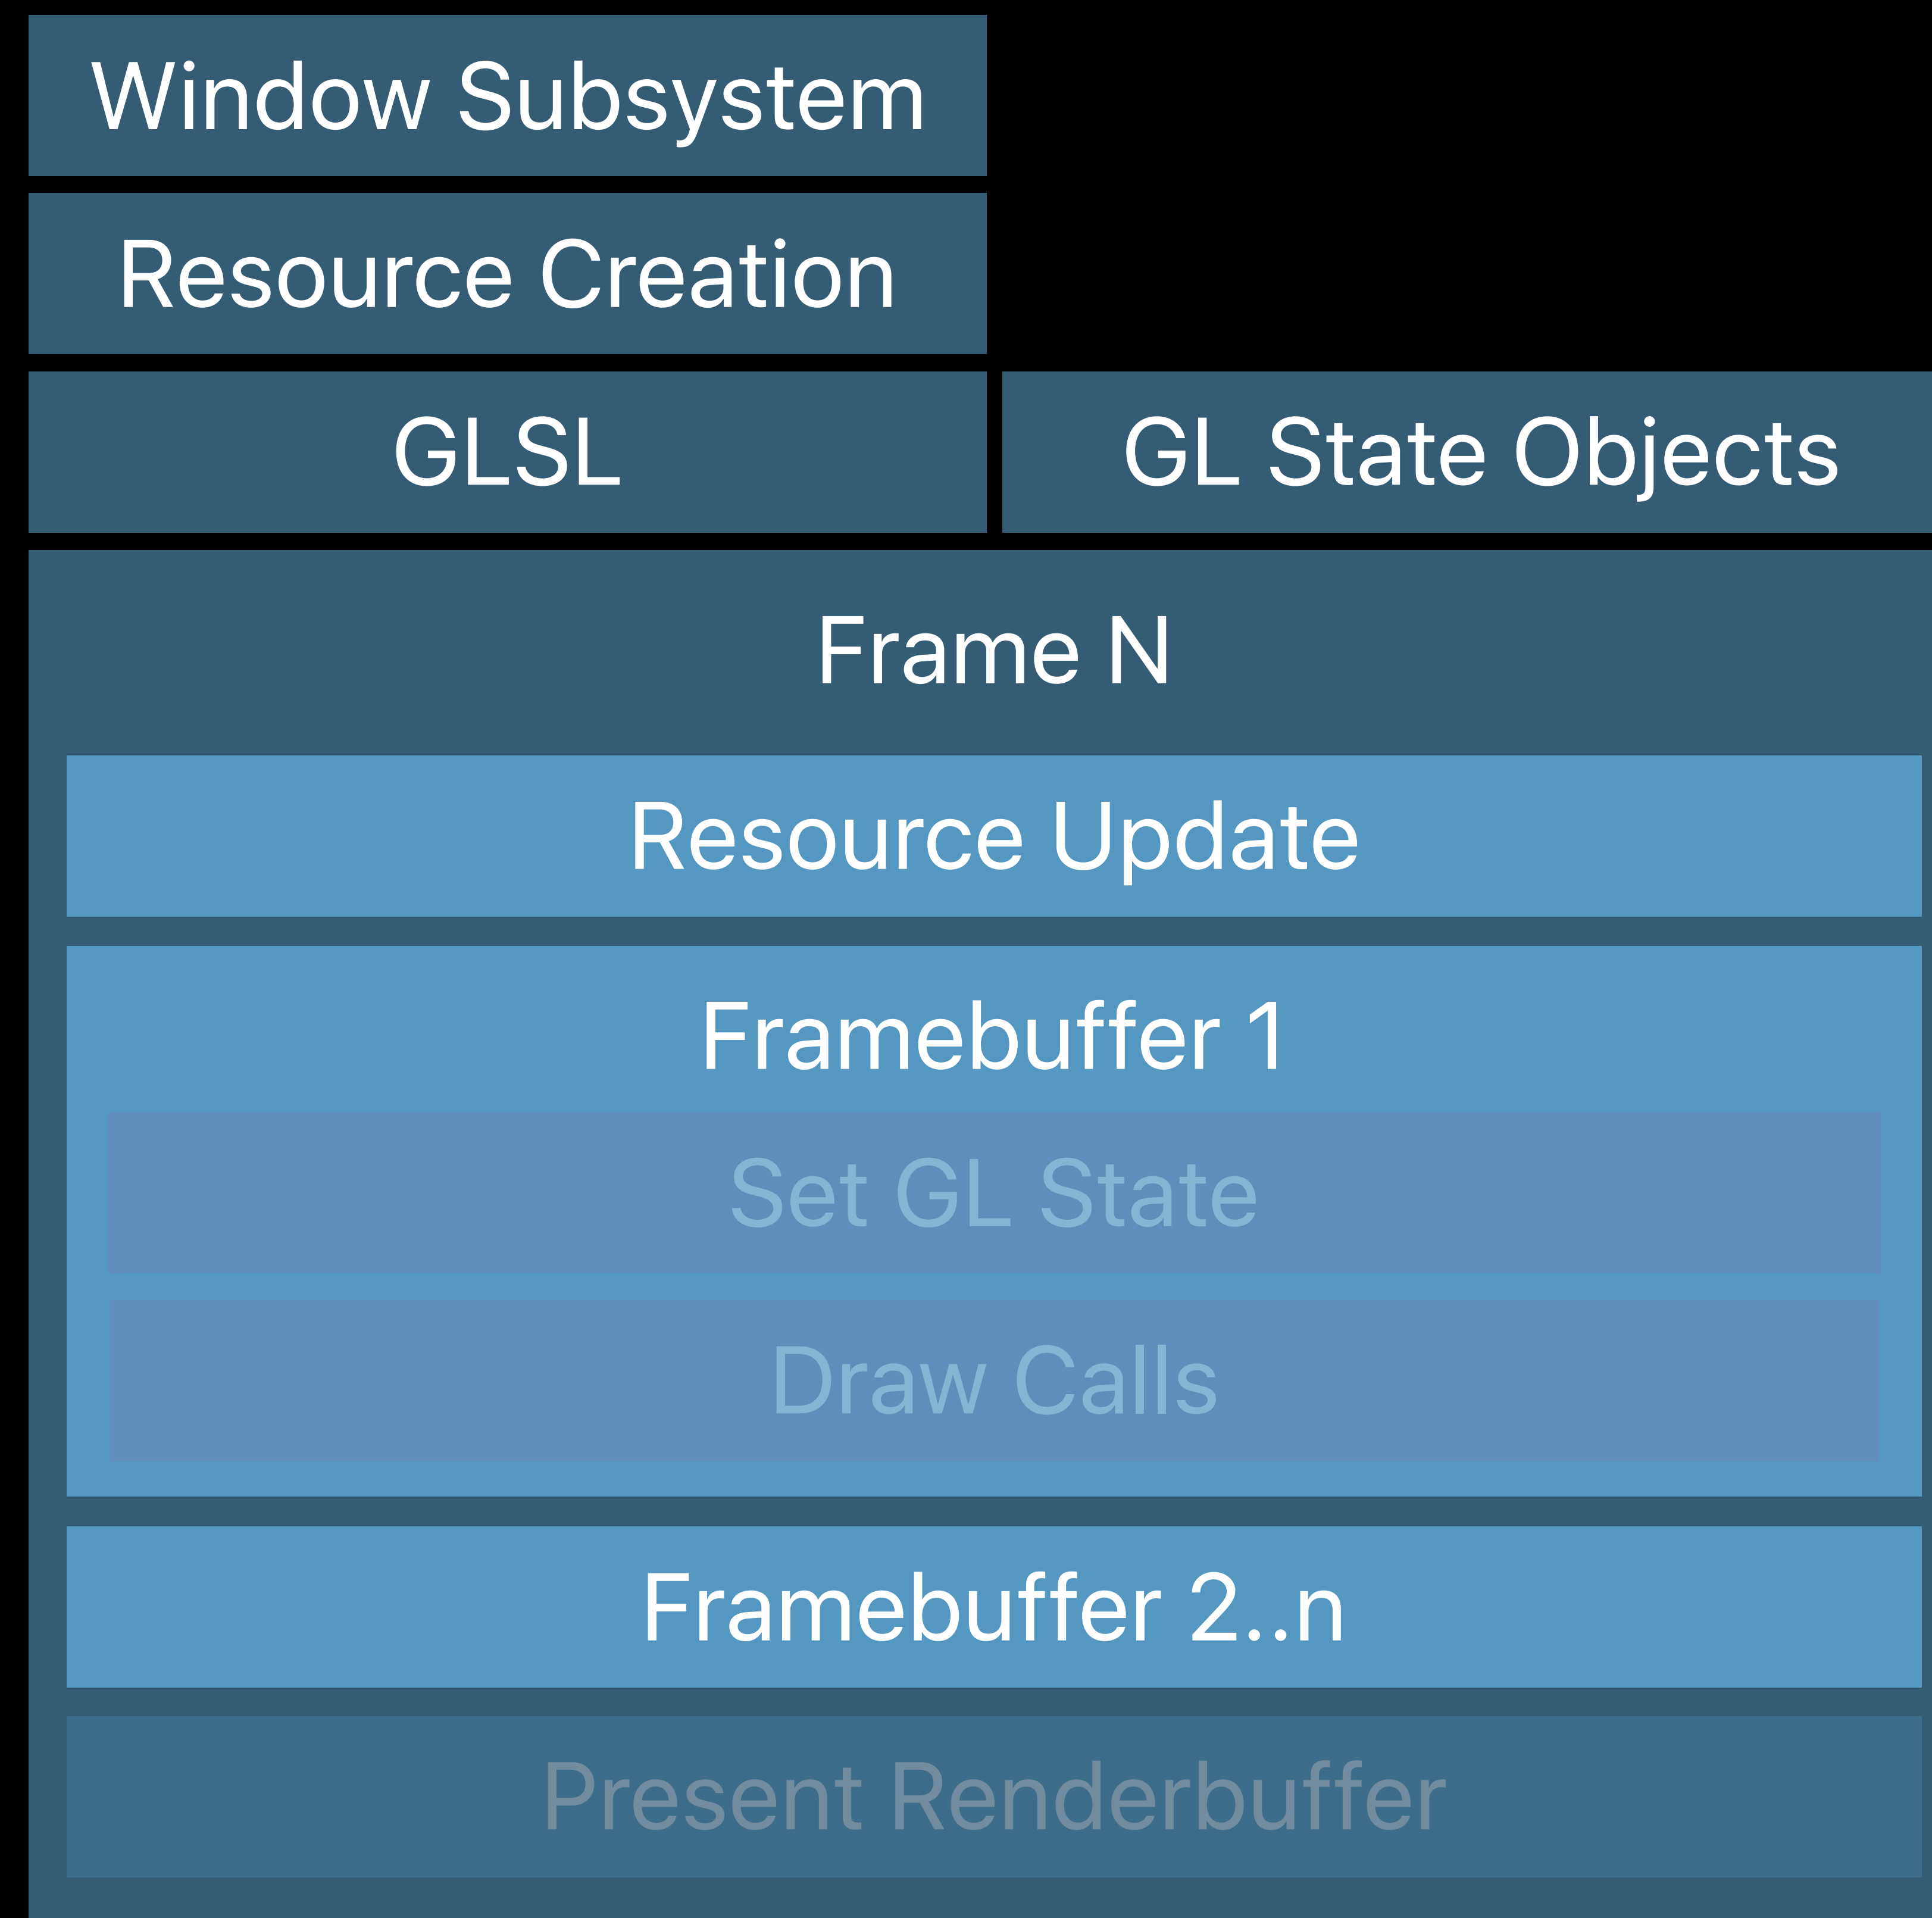 Window Subsystem
Resource Creation
GLSL
GL State Objects
Frame N
Resource Update
Framebuffer 1
Set GL State
Draw Calls
Framebuffer 2..n
Present Renderbuffer